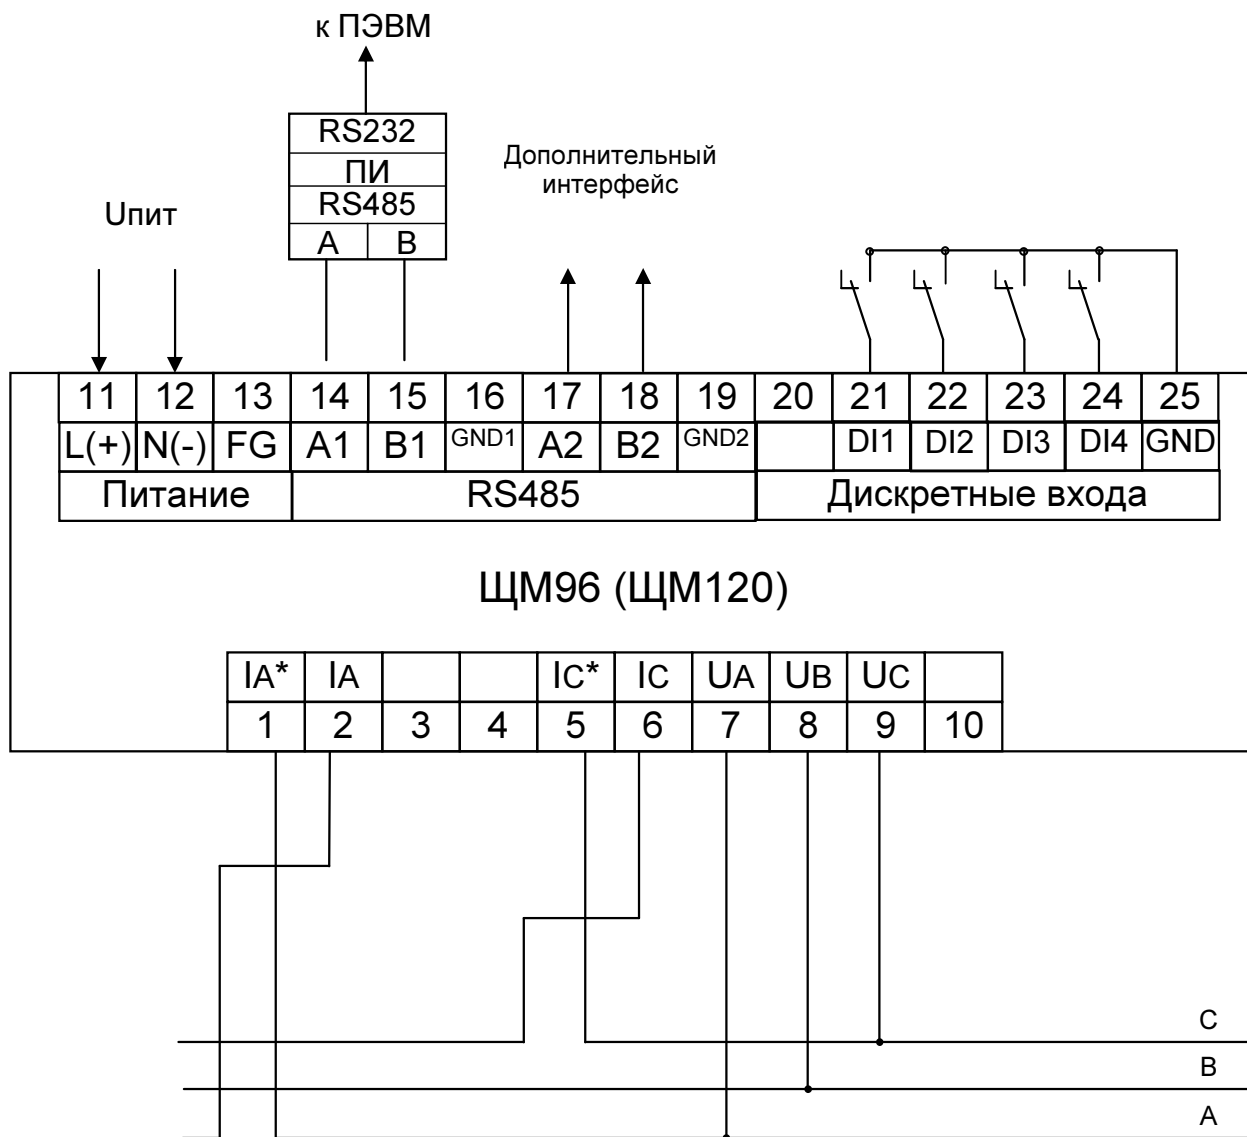 к ПЭВМ
RS232
ПИ
RS485
A B
Дополнительный
интерфейс
Uпит
11 12 13 14 15 16 17 18 19 20 21 22 23 24 25
L(+) N(-) FG A1 B1 GND1 A2 B2 GND2 DI1 DI2 DI3 DI4 GND
Питание RS485 Дискретные входа
ЩМ96 (ЩМ120)
IA* IA IC* IC UA UB UC
1 2 3 4 5 6 7 8 9 10
C
B
A